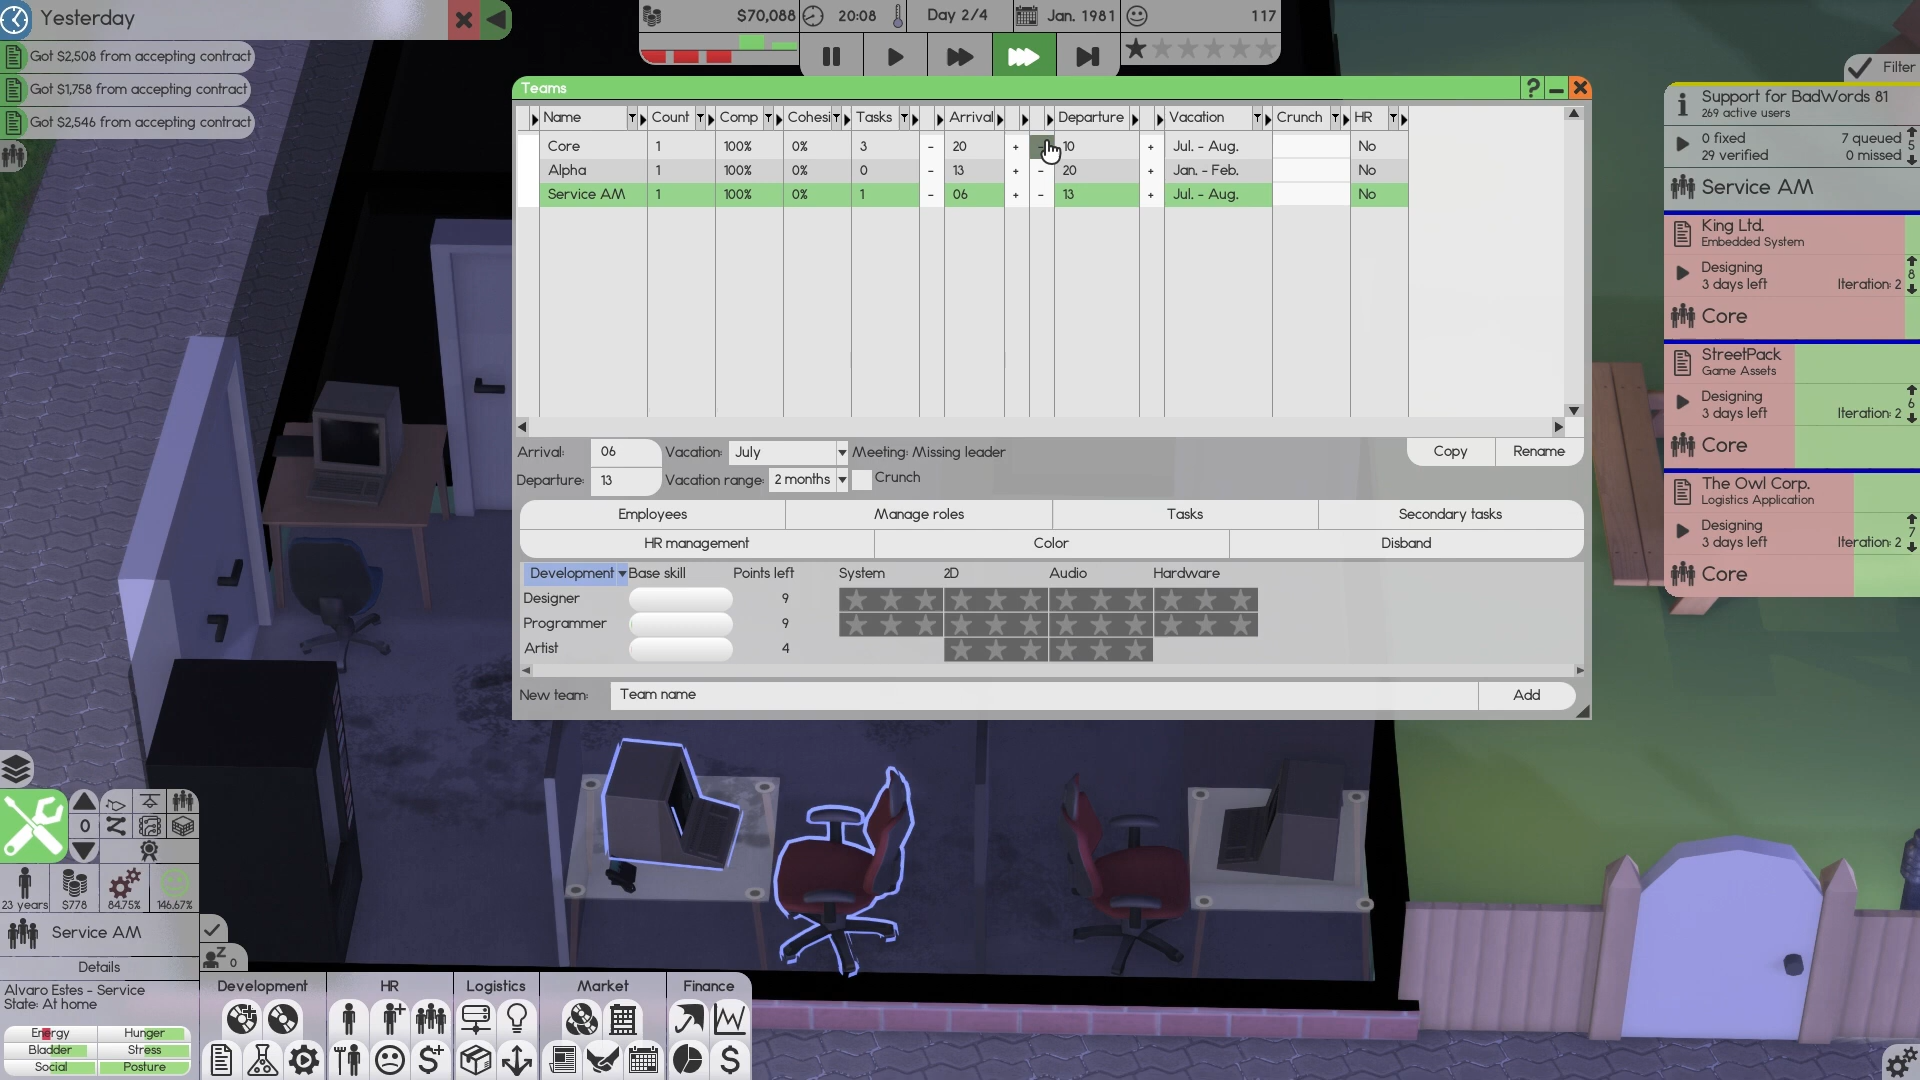 Yesterday
Got $2,508 from accepting contract
Got $1,758 from accepting contract
Got $2,546 from accepting contract
$70,088
20:08
Day 2/4
Jan. 1981
117
Filter
Teams
?
Name Count Comp Cohesi Tasks Arrival Departure Vacation Crunch HR
Core 1 100% 0% 3 - 20 + - 10 + Jul. - Aug. No
Alpha 1 100% 0% 0 - 13 + - 20 + Jan. - Feb. No
Service AM 1 100% 0% 1 - 06 + - 13 + Jul. - Aug. No
Arrival: 06 Vacation: July Meeting: Missing leader
Copy Rename
Departure: 13 Vacation range: 2 months Crunch
Employees Manage roles Tasks Secondary tasks
HR management Color Disband
Development Base skill Points left System 2D Audio Hardware
Designer 9
Programmer 9
Artist 4
New team: Team name Add
Support for BadWords 81
269 active users
0 fixed 7 queued
29 verified 0 missed
5
Service AM
King Ltd.
Embedded System
Designing
3 days left Iteration: 2
8
Core
StreetPack
Game Assets
Designing
3 days left Iteration: 2
6
Core
The Owl Corp.
Logistics Application
Designing
3 days left Iteration: 2
7
Core
0
23 years $778 84.75% 146.67%
Service AM
Details
Z 0
Alvaro Estes - Service
State: At home
Energy Hunger
Bladder Stress
Social Posture
Development HR Logistics Market Finance